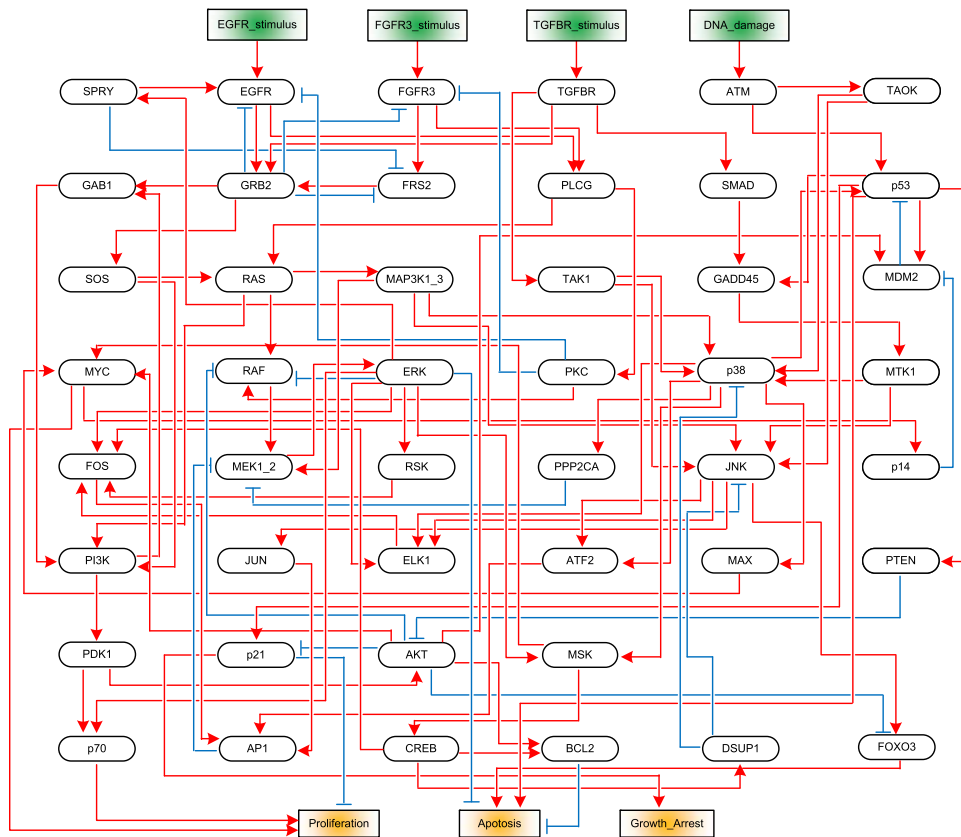 EGFR_stimulus
FGFR3_stimulus
TGFBR_stimulus
DNA_damage
SPRY
EGFR
FGFR3
TGFBR
ATM
TAOK
GAB1
GRB2
FRS2
PLCG
SMAD
p53
SOS
RAS
MAP3K1_3
TAK1
GADD45
MDM2
MYC
RAF
ERK
PKC
p38
MTK1
FOS
MEK1_2
RSK
PPP2CA
JNK
p14
PI3K
JUN
ELK1
ATF2
MAX
PTEN
PDK1
p21
AKT
MSK
p70
AP1
CREB
BCL2
DSUP1
FOXO3
Proliferation
Apotosis
Growth_Arrest